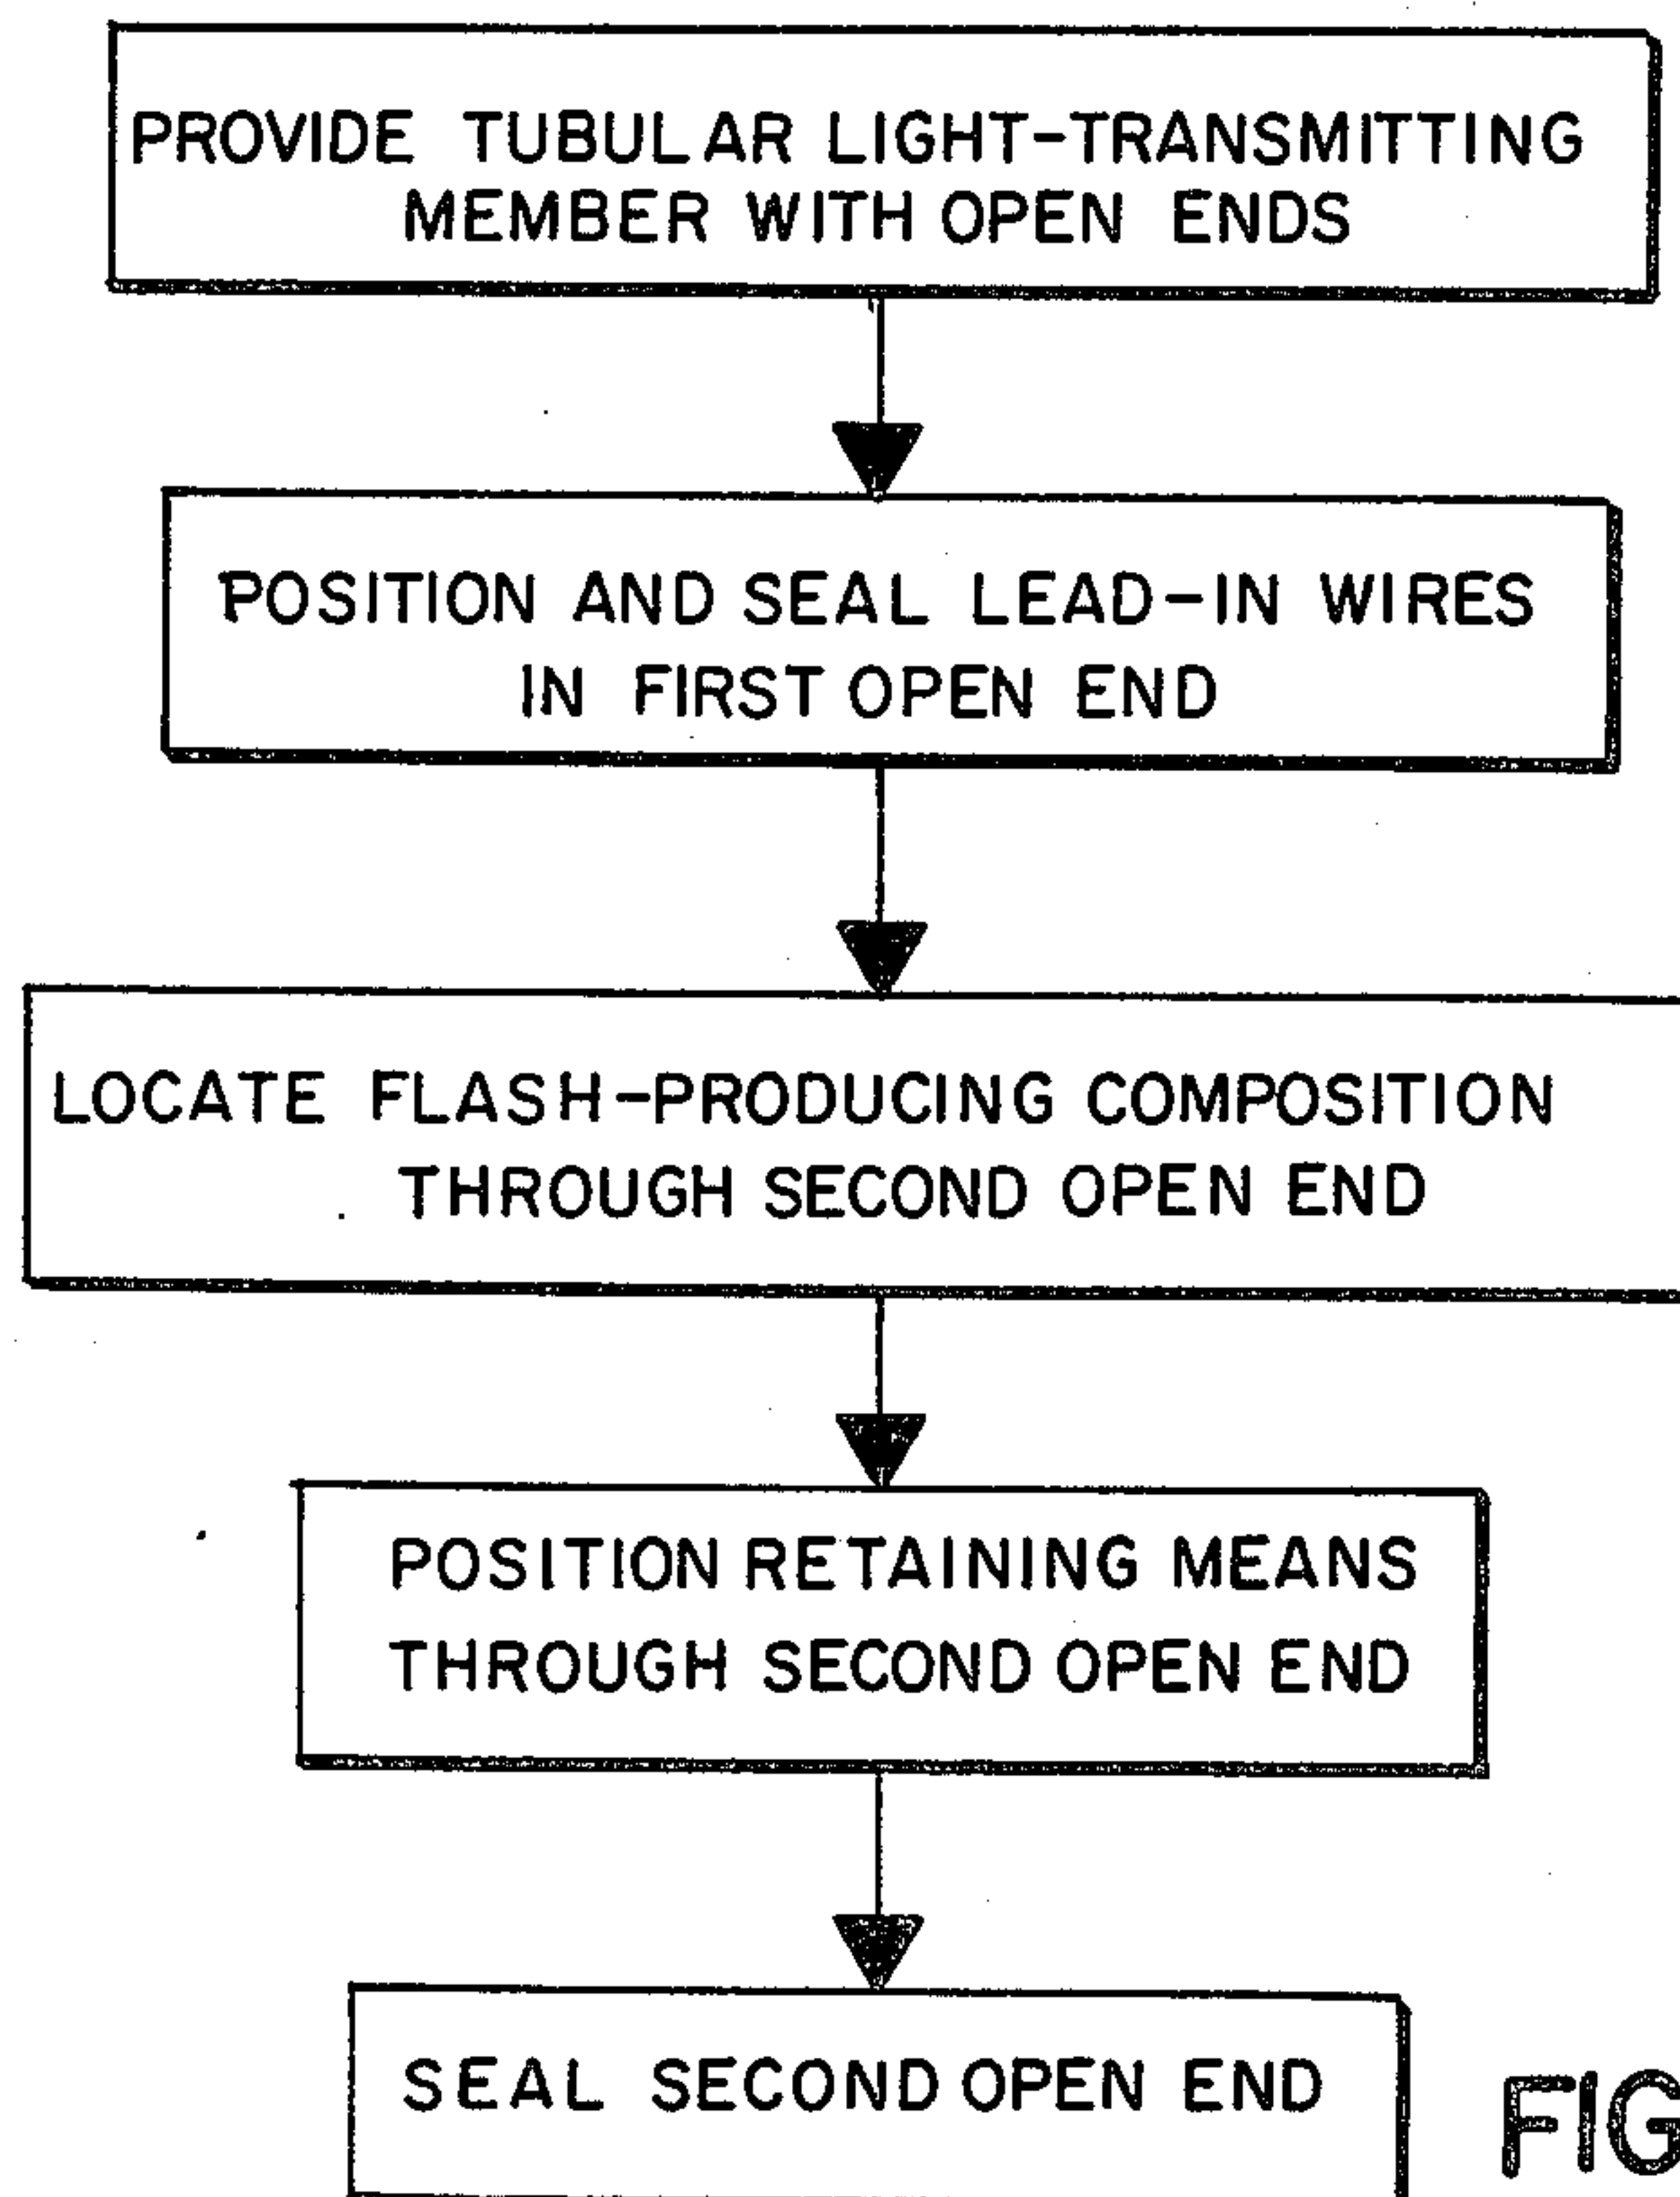 PROVIDE TUBULAR LIGHT-TRANSMITTING
MEMBER WITH OPEN ENDS
POSITION AND SEAL LEAD-IN WIRES
IN FIRST OPEN END
LOCATE FLASH-PRODUCING COMPOSITION
THROUGH SECOND OPEN END
POSITION RETAINING MEANS
THROUGH SECOND OPEN END
SEAL SECOND OPEN END
FIG